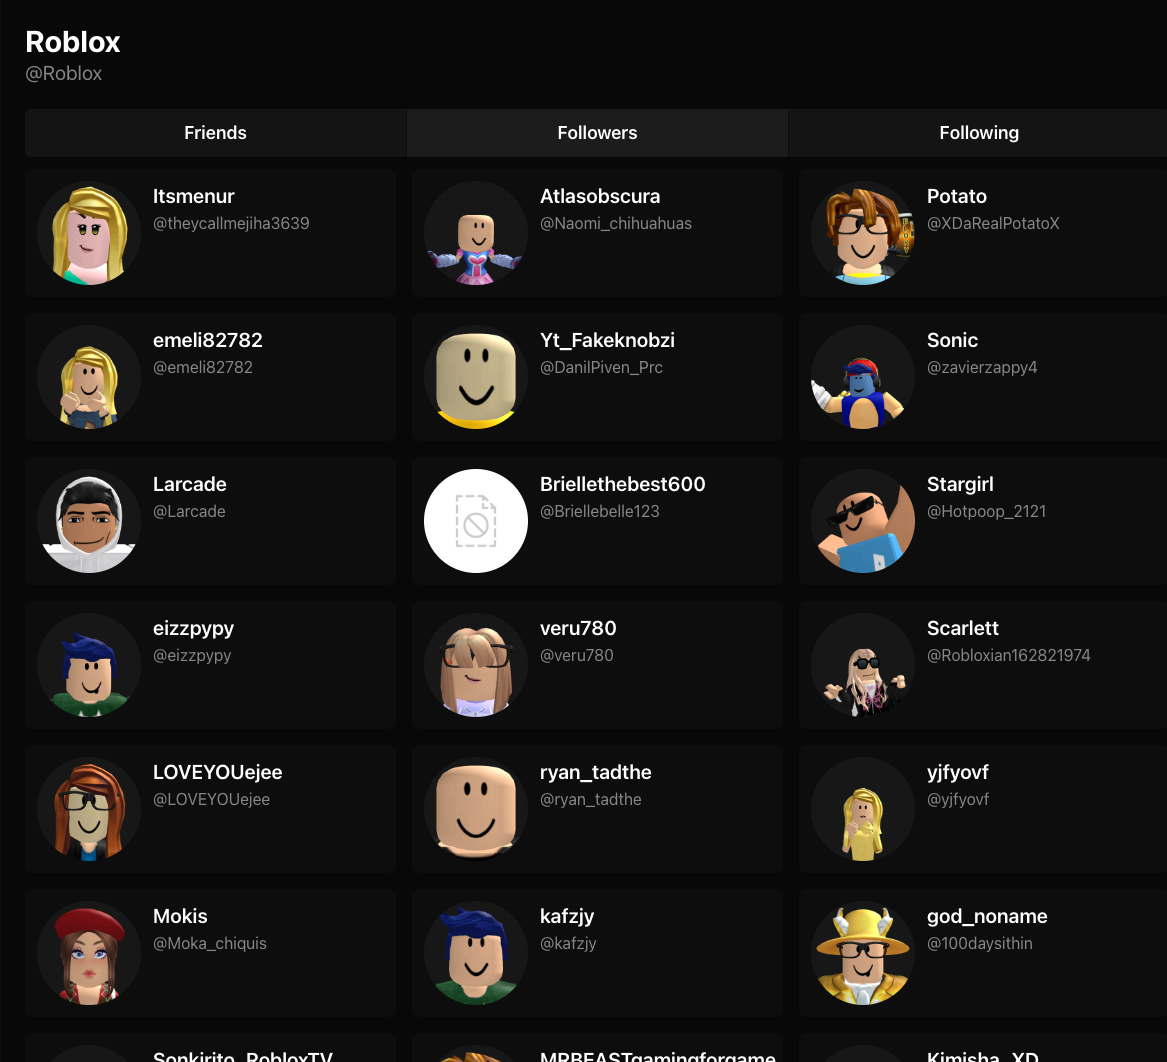 Roblox
@Roblox
Friends
Followers
Following
Itsmenur
@theycallmejiha3639
Atlasobscura
@Naomi_chihuahuas
Potato
@XDaRealPotatoX
emeli82782
@emeli82782
Yt_Fakeknobzi
@DanilPiven_Prc
Sonic
@zavierzappy4
Larcade
@Larcade
Briellethebest600
@Briellebelle123
Stargirl
@Hotpoop_2121
eizzpypy
@eizzpypy
veru780
@veru780
Scarlett
@Robloxian162821974
LOVEYOUejee
@LOVEYOUejee
ryan_tadthe
@ryan_tadthe
yjfyovf
@yjfyovf
Mokis
@Moka_chiquis
kafzjy
@kafzjy
god_noname
@100daysithin
Sonkirito_RobloxTV
MRBEASTgamingforgame
Kimisha_XD